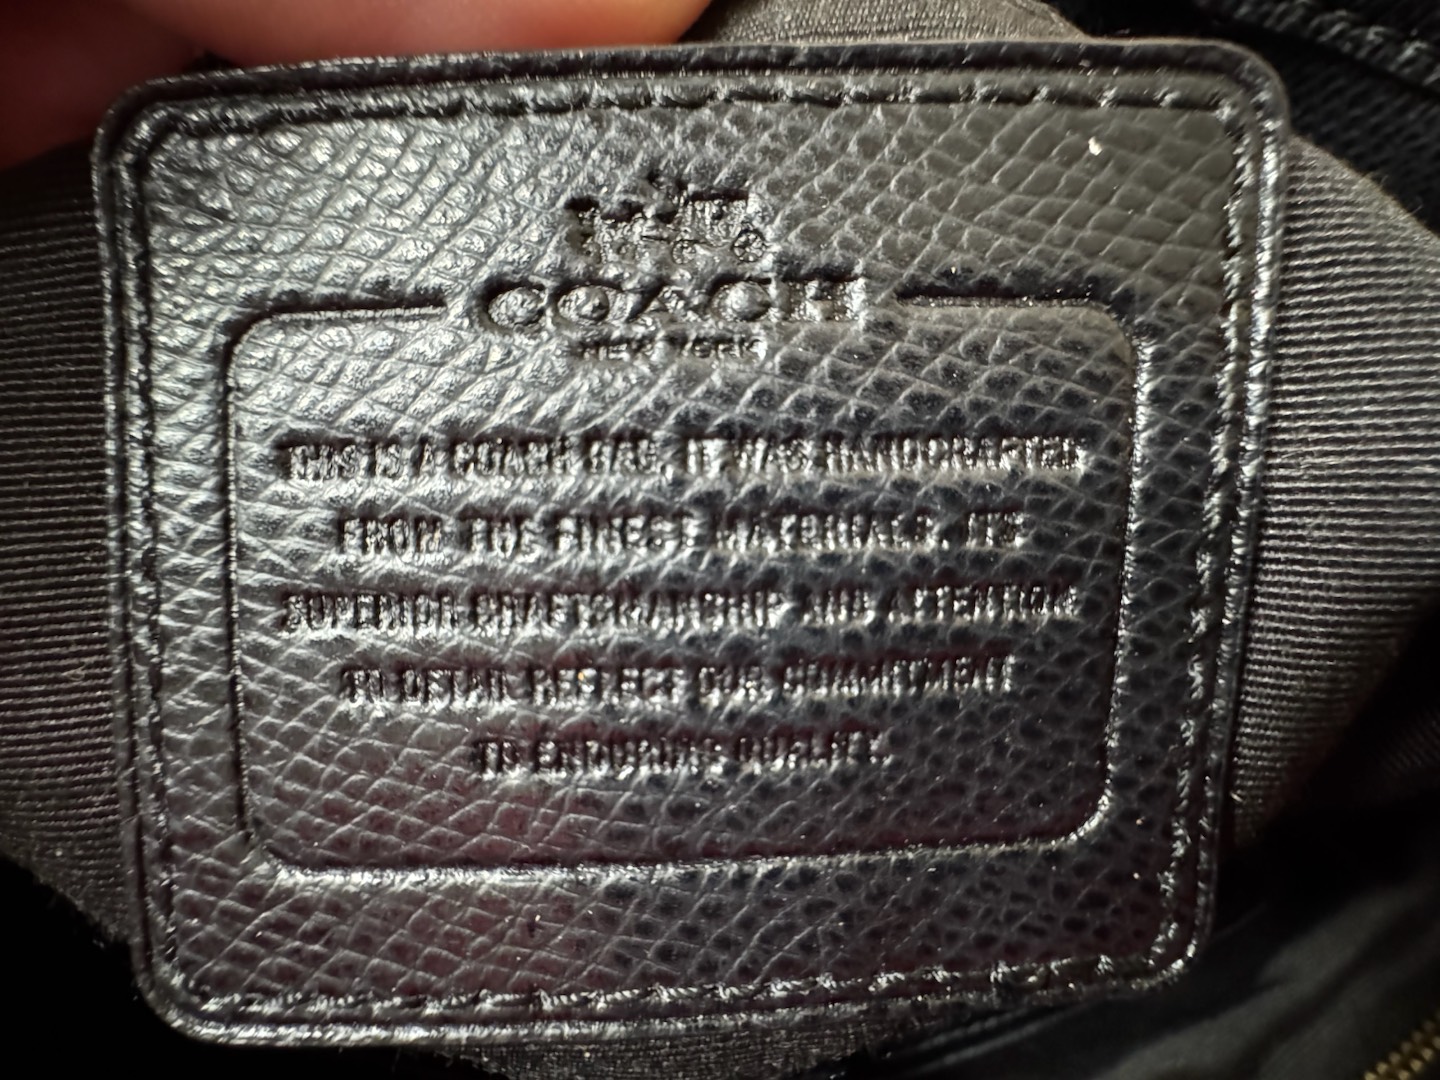 COACH
NEW YORK
THIS IS A COACH BAG. IT WAS HANDCRAFTED
FROM THE FINEST MATERIALS. ITS
SUPERIOR CRAFTSMANSHIP AND ATTENTION
TO DETAIL REFLECT OUR COMMITMENT
TO ENDURING QUALITY.